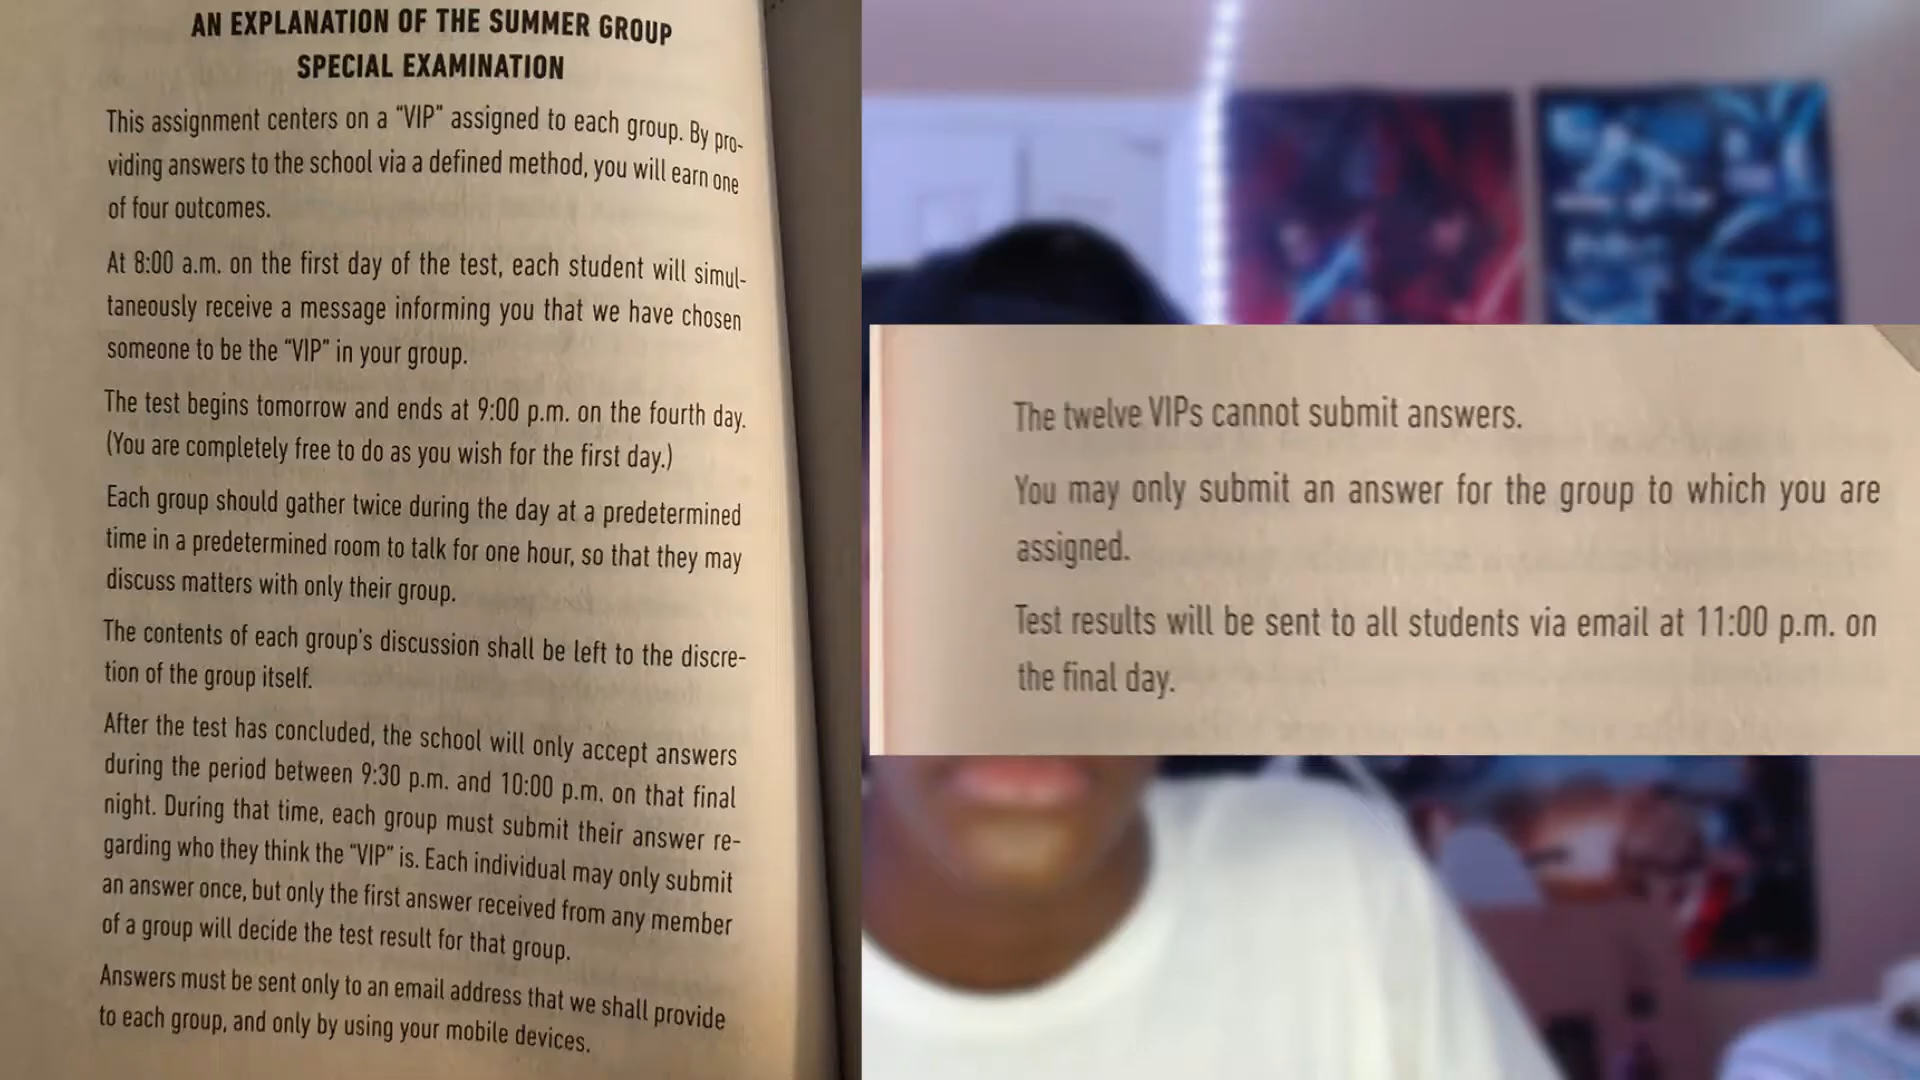 AN EXPLANATION OF THE SUMMER GROUP
SPECIAL EXAMINATION
This assignment centers on a “VIP” assigned to each group. By pro-
viding answers to the school via a defined method, you will earn one
of four outcomes.
At 8:00 a.m. on the first day of the test, each student will simul-
taneously receive a message informing you that we have chosen
someone to be the “VIP” in your group.
The test begins tomorrow and ends at 9:00 p.m. on the fourth day.
(You are completely free to do as you wish for the first day.)
Each group should gather twice during the day at a predetermined
time in a predetermined room to talk for one hour, so that they may
discuss matters with only their group.
The contents of each group's discussion shall be left to the discre-
tion of the group itself.
After the test has concluded, the school will only accept answers
during the period between 9:30 p.m. and 10:00 p.m. on that final
night. During that time, each group must submit their answer re-
garding who they think the “VIP” is. Each individual may only submit
an answer once, but only the first answer received from any member
of a group will decide the test result for that group.
Answers must be sent only to an email address that we shall provide
to each group, and only by using your mobile devices.
The twelve VIPs cannot submit answers.
You may only submit an answer for the group to which you are
assigned.
Test results will be sent to all students via email at 11:00 p.m. on
the final day.